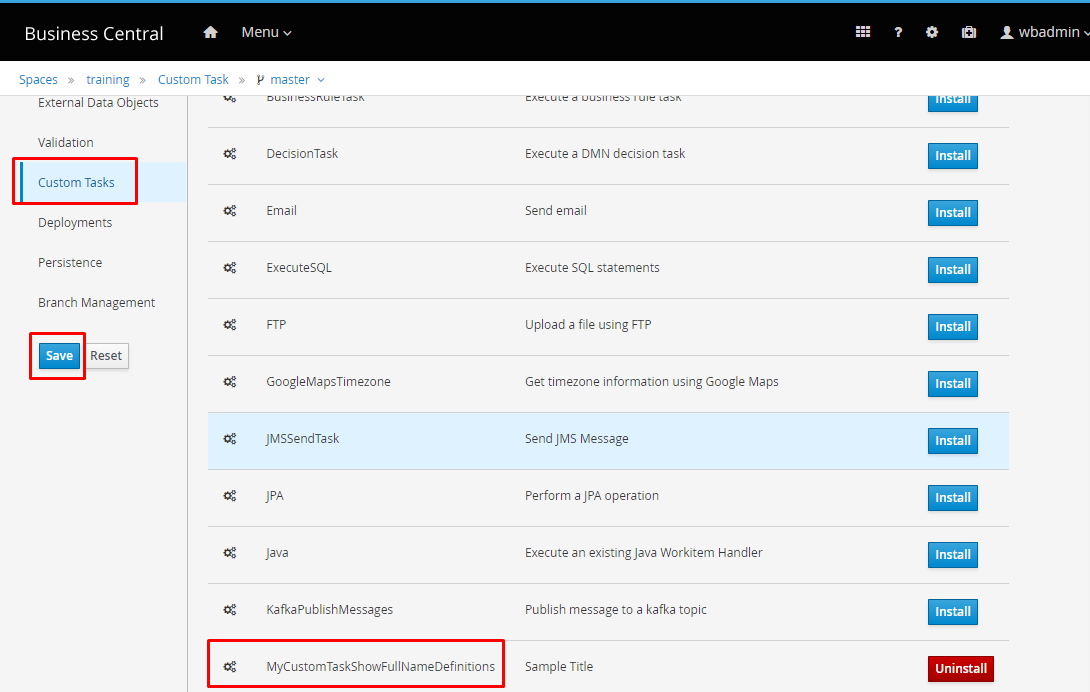 Business Central Menu ? wbadmin
Spaces » training » Custom Task » master
External Data Objects
BusinessRuleTask Execute a business rule task Install
Validation
DecisionTask Execute a DMN decision task Install
Custom Tasks
Email Send email Install
Deployments
Persistence
ExecuteSQL Execute SQL statements Install
Branch Management
FTP Upload a file using FTP Install
Save Reset
GoogleMapsTimezone Get timezone information using Google Maps Install
JMSSendTask Send JMS Message Install
JPA Perform a JPA operation Install
Java Execute an existing Java Workitem Handler Install
KafkaPublishMessages Publish message to a kafka topic Install
MyCustomTaskShowFullNameDefinitions Sample Title Uninstall